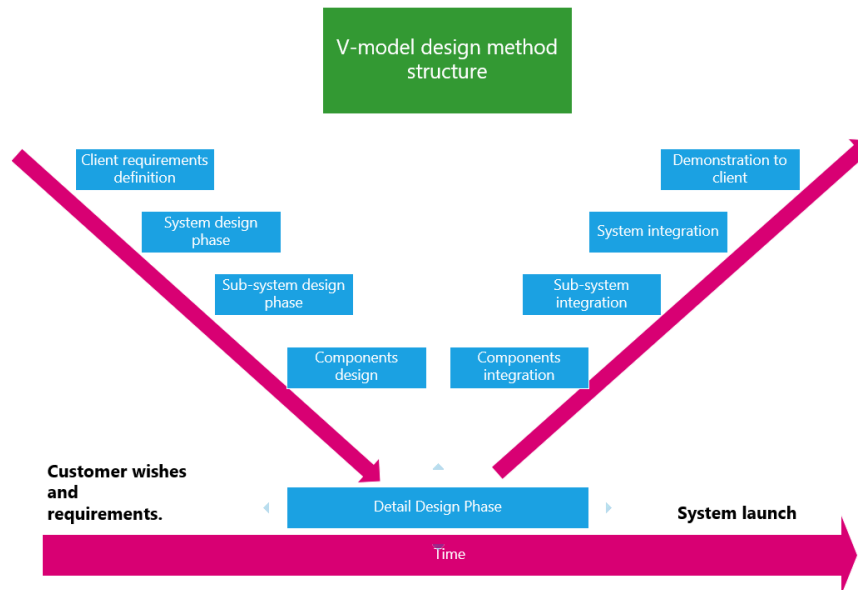 V-model design method
structure
Client requirements
definition
Demonstration to
client
System design
phase
System integration
Sub-system design
phase
Sub-system
integration
Components
design
Components
integration
Customer wishes
and
requirements.
Detail Design Phase
System launch
Time